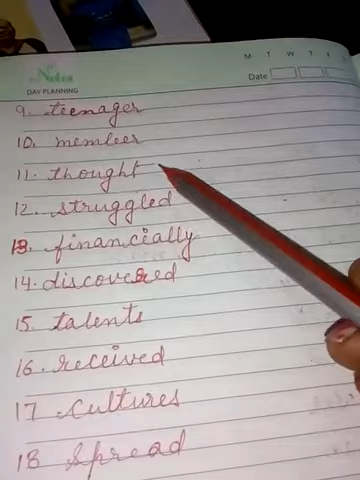 Notes
DAY PLANNING
M T W T F
Date
9. teenager
10. member
11. thought
12. struggled
13. financially
14. discovered
15. talents
16. received
17 cultures
18 Spread